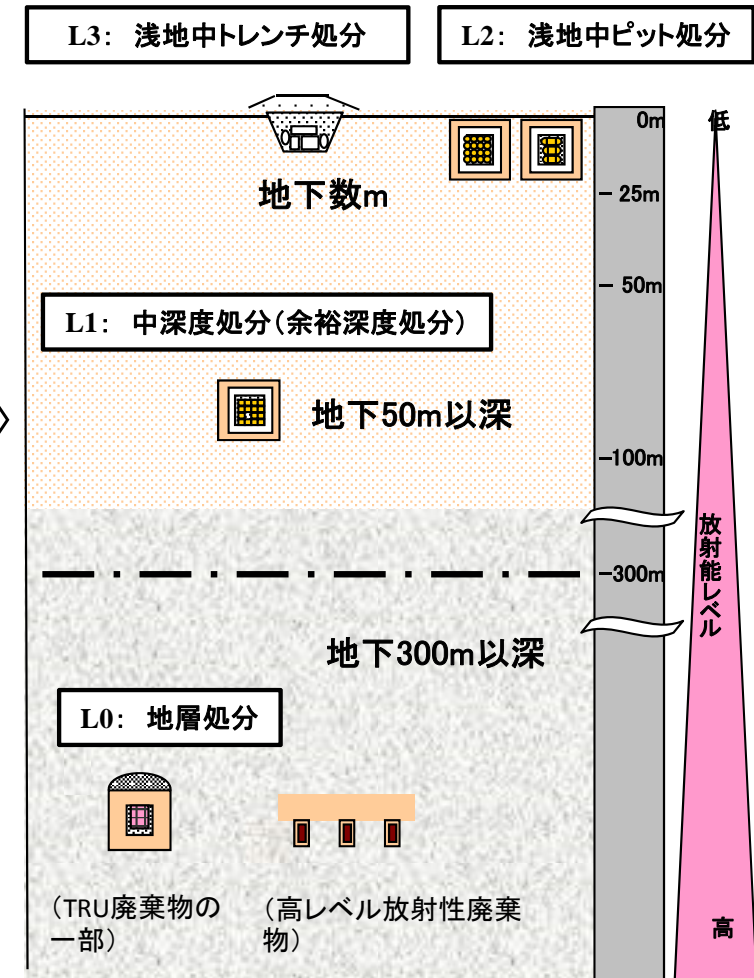 L3： 浅地中トレンチ処分
L2： 浅地中ピット処分
0m
低
地下数m
－ 25m
－ 50m
L1： 中深度処分（余裕深度処分）
地下50m以深
－100m
放射能レベル
－300m
地下300m以深
L0： 地層処分
（TRU廃棄物の
一部）
（高レベル放射性廃棄
物）
高